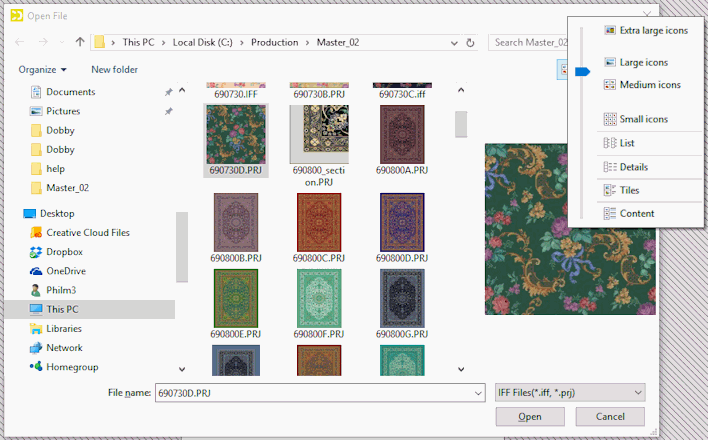 Open File
This PC > Local Disk (C:) > Production > Master_02
Search Master_02
Organize
New folder
Documents
Pictures
Dobby
Dobby
help
Master_02
Desktop
Creative Cloud Files
Dropbox
OneDrive
Philm3
This PC
Libraries
Network
Homegroup
690730.IFF
690730B.PRJ
690730C.iff
690730D.PRJ
690800_secti
on.PRJ
690800A.PRJ
690800B.PRJ
690800C.PRJ
690800D.PRJ
690800E.PRJ
690800F.PRJ
690800G.PRJ
Extra large icons
Large icons
Medium icons
Small icons
List
Details
Tiles
Content
File name:
690730D.PRJ
IFF Files(*.iff, *.prj)
Open
Cancel